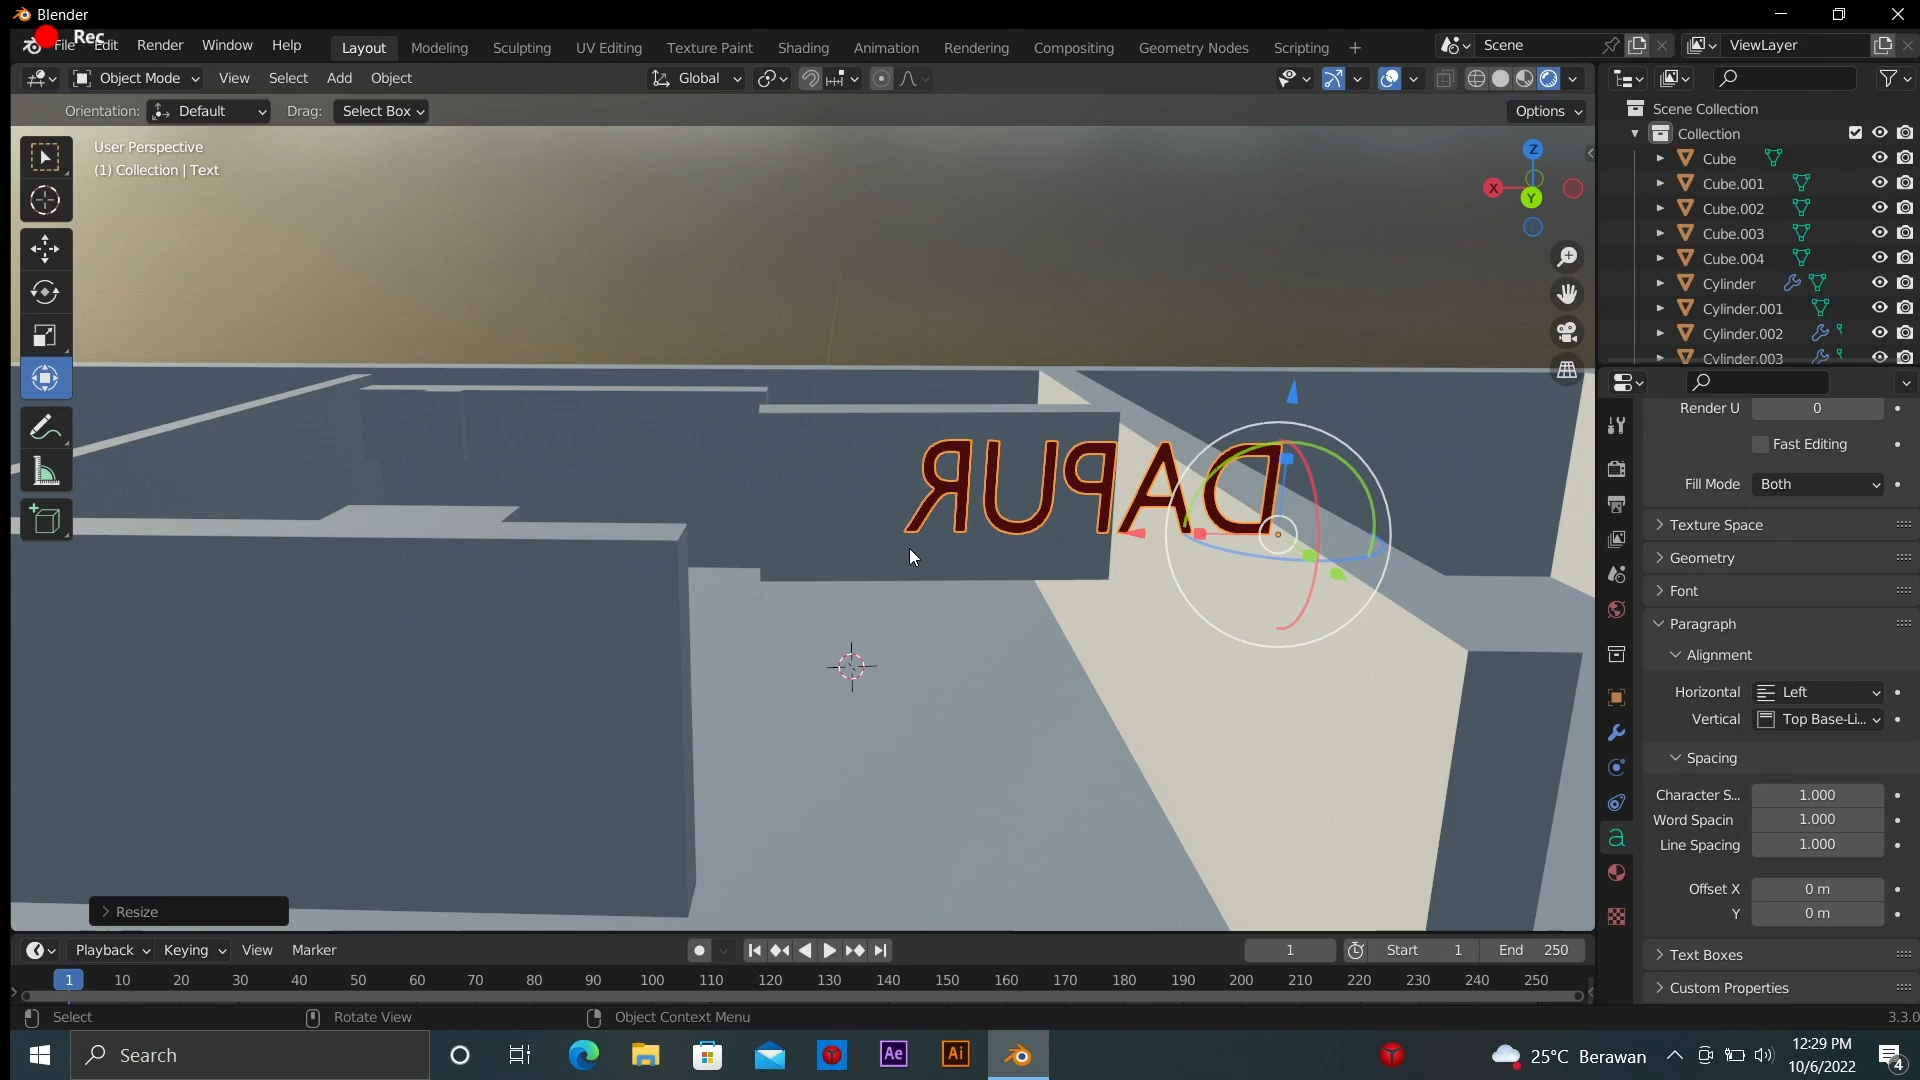 Blender
Rec
File Edit Render Window Help Layout Modeling Sculpting UV Editing Texture Paint Shading Animation Rendering Compositing Geometry Nodes Scripting + Scene ViewLayer
Object Mode View Select Add Object Global
Orientation: Default Drag: Select Box Options
User Perspective
(1) Collection | Text
Z
X
Y
DAPUR
Resize
Scene Collection
Collection
Cube
Cube.001
Cube.002
Cube.003
Cube.004
Cylinder
Cylinder.001
Cylinder.002
Cylinder.003
Render U 0
Fast Editing
Fill Mode Both
Texture Space
Geometry
Font
Paragraph
Alignment
Horizontal Left
Vertical Top Base-Li...
Spacing
Character S... 1.000
Word Spacin 1.000
Line Spacing 1.000
Offset X 0 m
Y 0 m
Text Boxes
Custom Properties
Playback Keying View Marker 1 Start 1 End 250
1 10 20 30 40 50 60 70 80 90 100 110 120 130 140 150 160 170 180 190 200 210 220 230 240 250
Select Rotate View Object Context Menu 3.3.0
Search Ae Ai 25°C Berawan 12:29 PM
10/6/2022 4